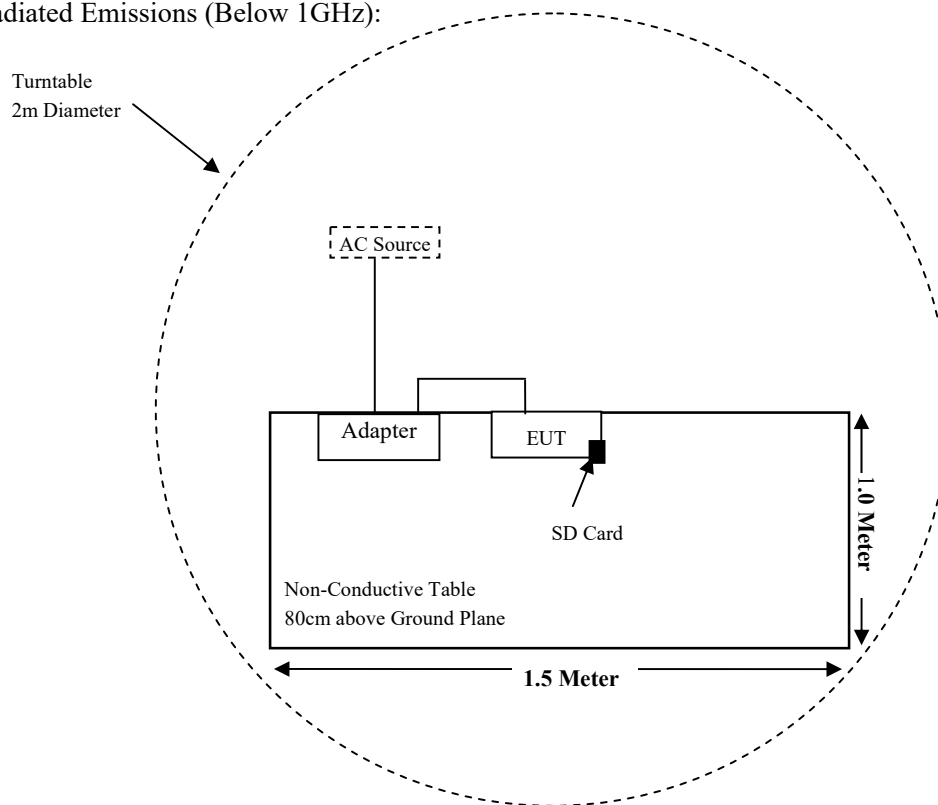 adiated Emissions (Below 1GHz):
Turntable
2m Diameter
AC Source
Adapter
EUT
SD Card
1.0 Meter
Non-Conductive Table
80cm above Ground Plane
1.5 Meter